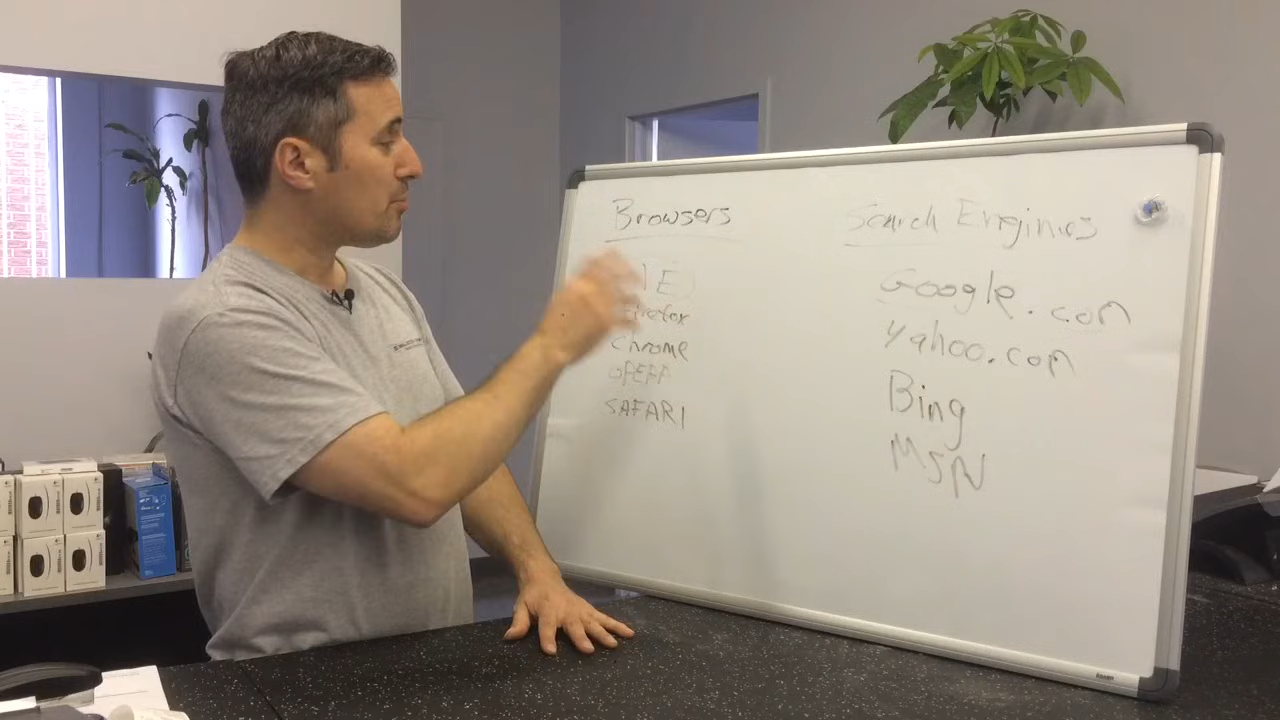 Browsers
IE
Firefox
Chrome
OPERA
SAFARI
Search Engines
Google.com
Yahoo.com
Bing
MSN